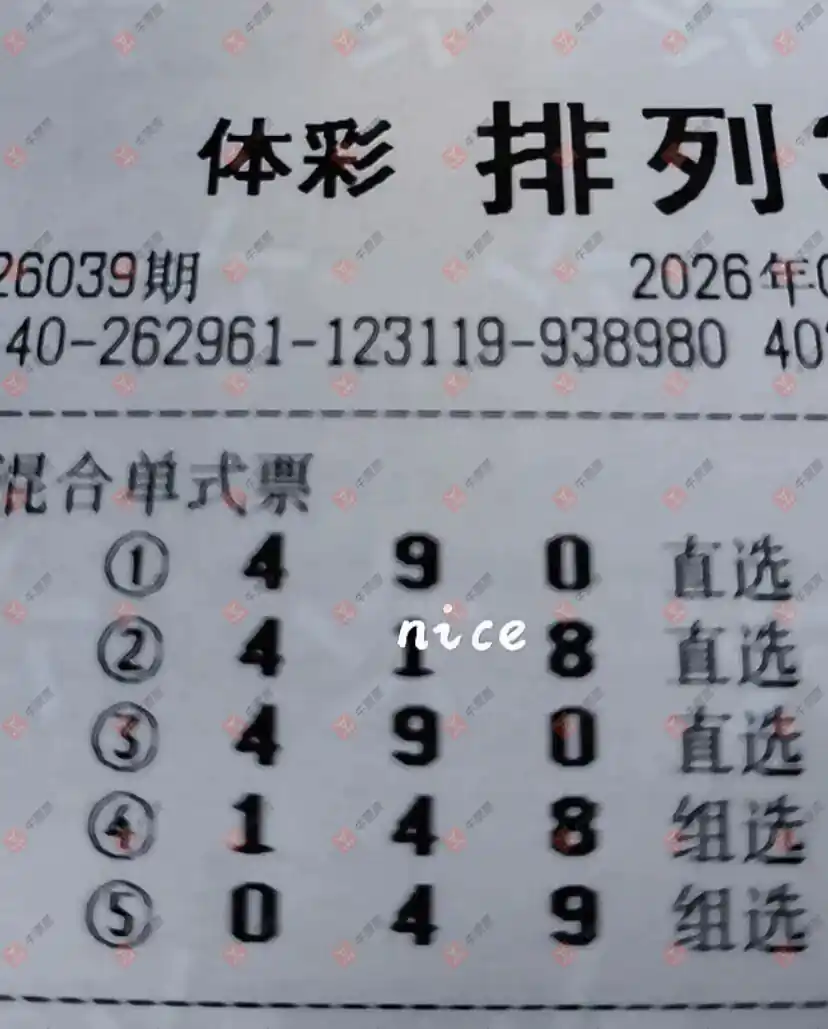 体彩 排列3
26039期 2026年0
40-262961-123119-938980 40
混合单式票
① 4 9 0 直选
② 4 1 8 直选
nice
③ 4 9 0 直选
④ 1 4 8 组选
⑤ 0 4 9 组选